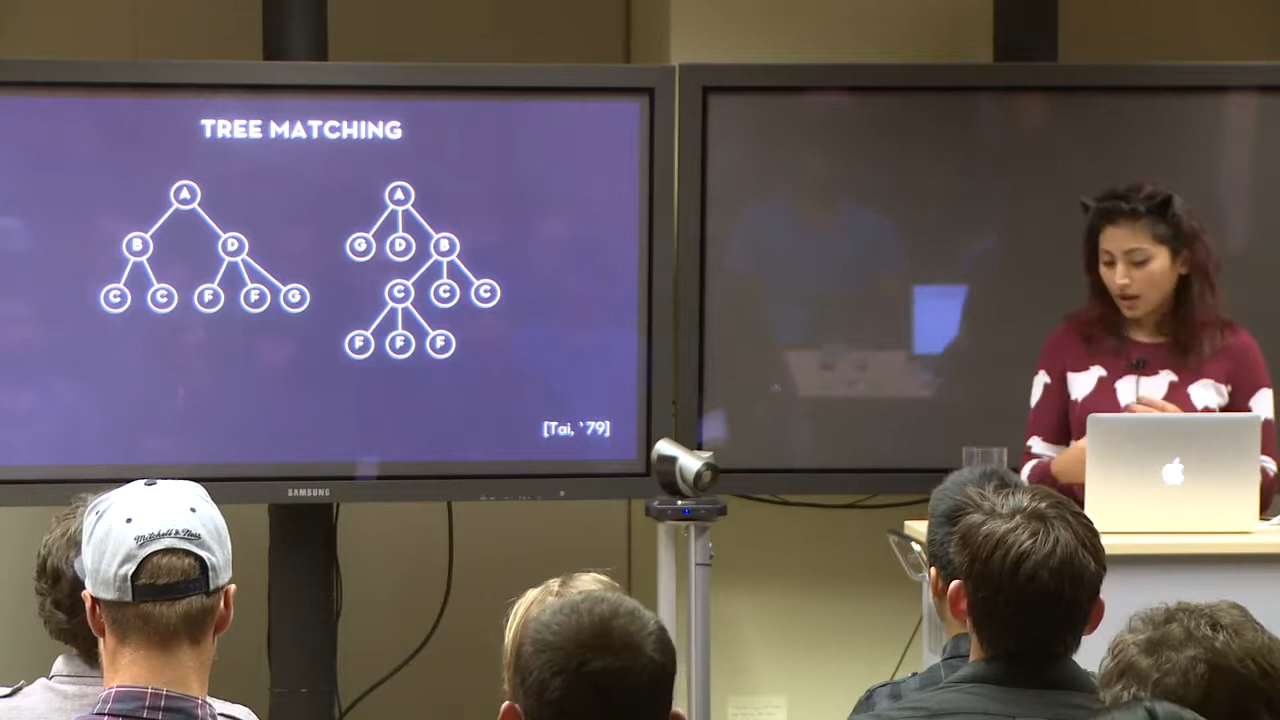 TREE MATCHING
A A
B D G D B
C C F F G C C C
F F F
[Tai, `79]
SAMSUNG
Mitchell & Ness